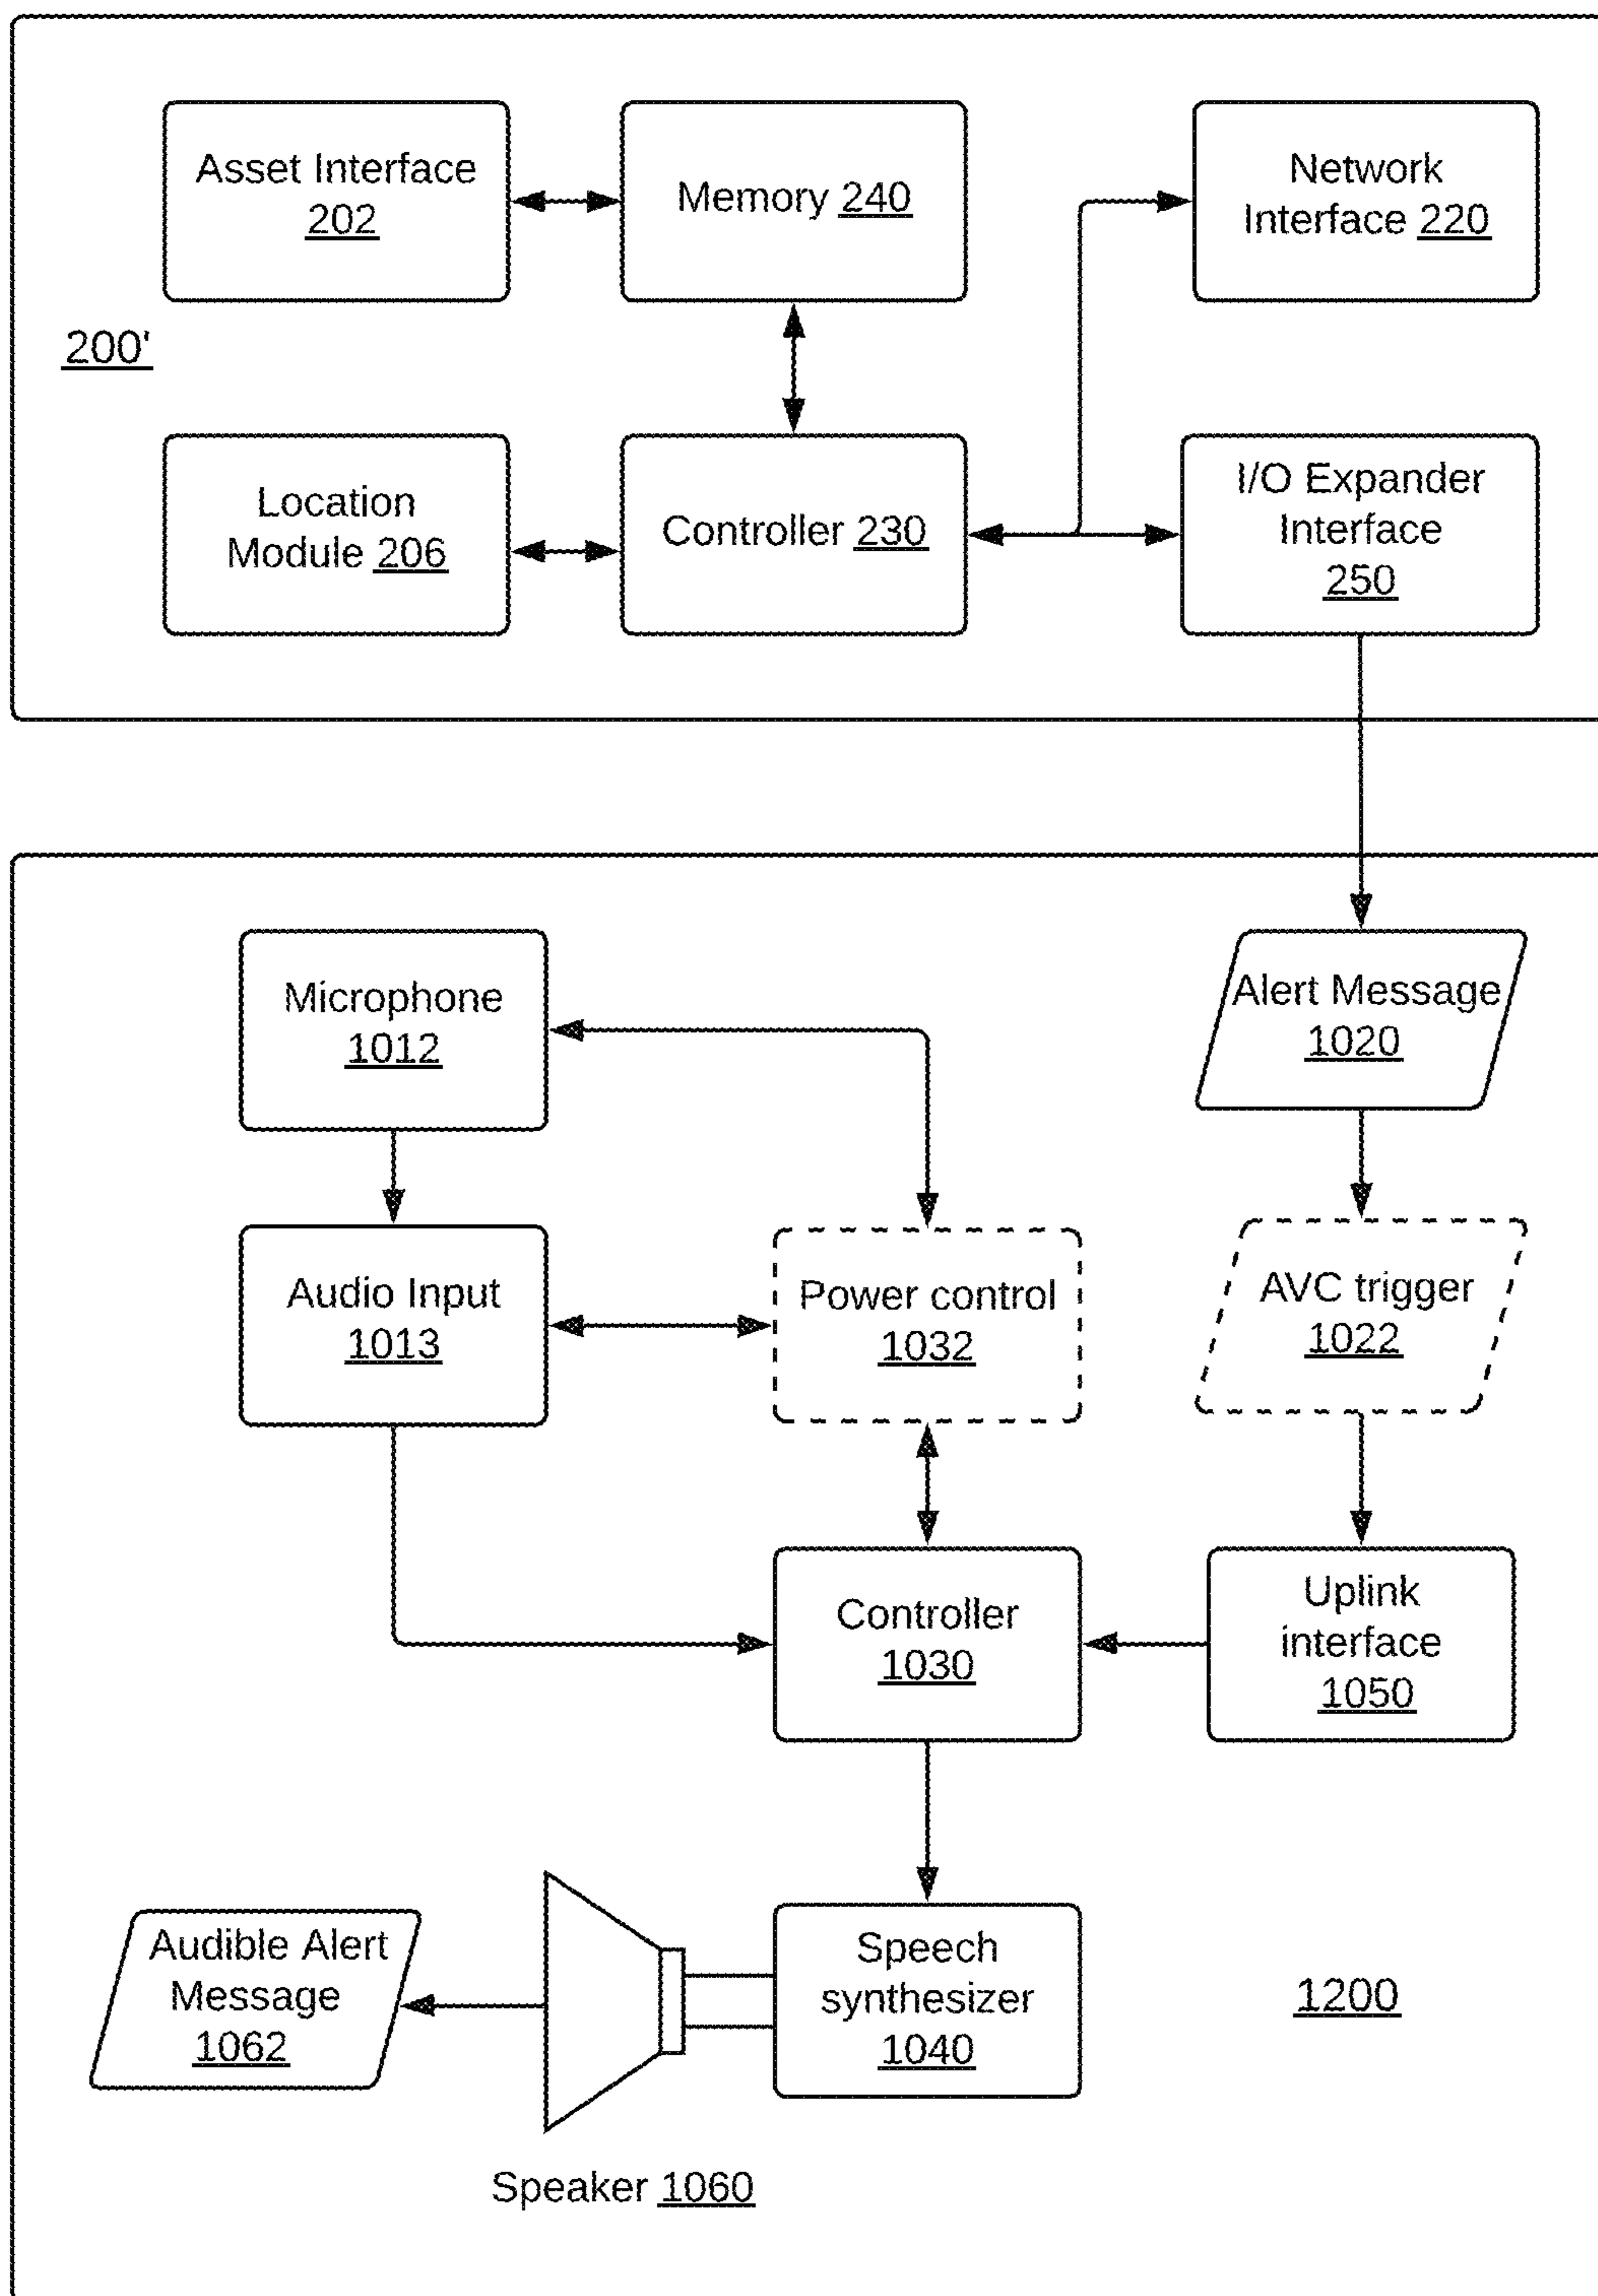 Asset Interface
202
Memory 240
Network
Interface 220
200'
Location
Module 206
Controller 230
I/O Expander
Interface
250
Microphone
1012
Alert Message
1020
Audio Input
1013
Power control
1032
AVC trigger
1022
Controller
1030
Uplink
interface
1050
Audible Alert
Message
1062
Speech
synthesizer
1040
1200
Speaker 1060